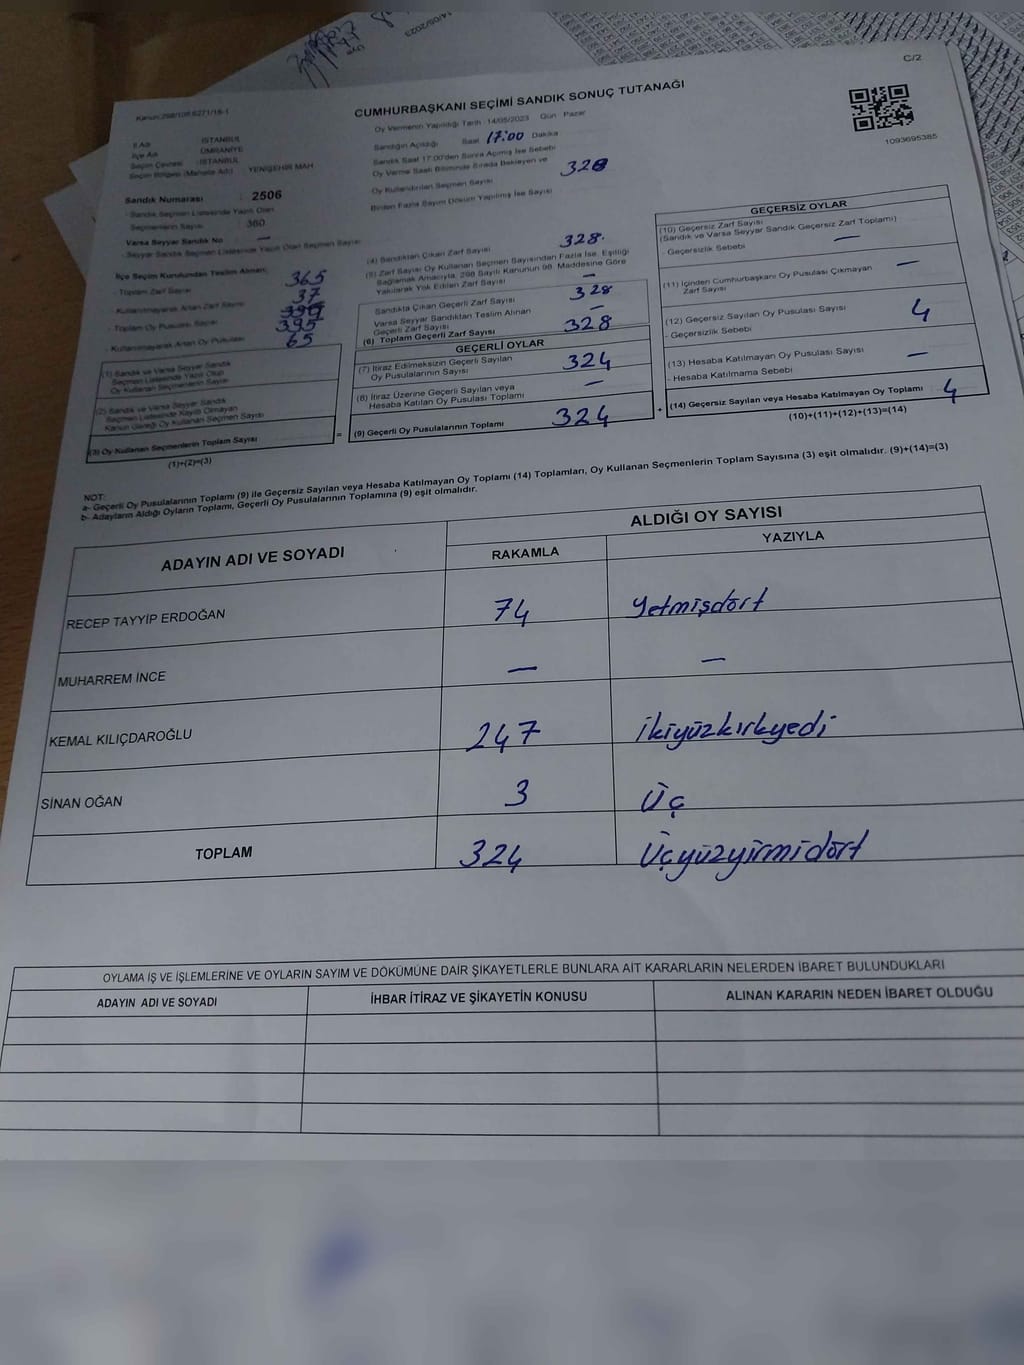 14/05/2023
C/2
CUMHURBAŞKANI SEÇİMİ SANDIK SONUÇ TUTANAĞI
1093695385
Oy Vermenin Yapıldığı Tarih : 14/05/2023 Gün Pazar
İl Adı İSTANBUL
İlçe Adı ÜMRANİYE
Seçim Çevresi : İSTANBUL
Seçim Bölgesi (Mahalle Adı) YENİŞEHİR MAH
Sandığın Açıldığı Saat 17:00 Dakika
Sandık Saat 17:00'den Sonra Açılmış İse Sebebi
Oy Verme Saati Bitiminde Sırada Bekleyen ve
Oy Kullandırılan Seçmen Sayısı 328
Birden Fazla Sayım Döküm Yapılmış İse Sayısı
Sandık Numarası : 2506
- Sandık Seçmen Listesinde Yazılı Olan
Seçmenlerin Sayısı 360
Varsa Seyyar Sandık No —
- Seyyar Sandık Seçmen Listesinde Yazılı Olan Seçmen Sayısı
İlçe Seçim Kurulundan Teslim Alınan;
- Toplam Zarf Sayısı 365
- Kullanılmayarak Artan Zarf Sayısı 37
- Toplam Oy Pusulası Sayısı 395
- Kullanılmayarak Artan Oy Pusulası 65
(1) Sandık ve Varsa Seyyar Sandık
Seçmen Listesinde Yazılı Olup
Oy Kullanan Seçmenlerin Sayısı
(2) Sandık ve Varsa Seyyar Sandık
Seçmen Listesinde Kaydı Olmayan
Kanun Gereği Oy Kullanan Seçmen Sayısı
(3) Oy Kullanan Seçmenlerin Toplam Sayısı
(1)+(2)=(3)
(4) Sandıktan Çıkan Zarf Sayısı 328
(5) Zarf Sayısı Oy Kullanan Seçmen Sayısından Fazla İse, Eşitliği
Sağlamak Amacıyla, 298 Sayılı Kanunun 98. Maddesine Göre
Yakılarak Yok Edilen Zarf Sayısı —
Sandıkta Çıkan Geçerli Zarf Sayısı 328
Varsa Seyyar Sandıktan Teslim Alınan
Geçerli Zarf Sayısı —
(6) Toplam Geçerli Zarf Sayısı 328
GEÇERLİ OYLAR
(7) İtiraz Edilmeksizin Geçerli Sayılan
Oy Pusulalarının Sayısı 324
(8) İtiraz Üzerine Geçerli Sayılan veya
Hesaba Katılan Oy Pusulası Toplamı —
= (9) Geçerli Oy Pusulalarının Toplamı 324
GEÇERSİZ OYLAR
(10) Geçersiz Zarf Sayısı
(Sandık ve Varsa Seyyar Sandık Geçersiz Zarf Toplamı)
- Geçersizlik Sebebi —
(11) İçinden Cumhurbaşkanı Oy Pusulası Çıkmayan
Zarf Sayısı —
(12) Geçersiz Sayılan Oy Pusulası Sayısı 4
- Geçersizlik Sebebi
(13) Hesaba Katılmayan Oy Pusulası Sayısı —
- Hesaba Katılmama Sebebi
+ (14) Geçersiz Sayılan veya Hesaba Katılmayan Oy Toplamı 4
(10)+(11)+(12)+(13)=(14)
NOT:
a- Geçerli Oy Pusulalarının Toplamı (9) ile Geçersiz Sayılan veya Hesaba Katılmayan Oy Toplamı (14) Toplamları, Oy Kullanan Seçmenlerin Toplam Sayısına (3) eşit olmalıdır. (9)+(14)=(3)
b- Adayların Aldığı Oyların Toplamı, Geçerli Oy Pusulalarının Toplamına (9) eşit olmalıdır.
ADAYIN ADI VE SOYADI
ALDIĞI OY SAYISI
RAKAMLA YAZIYLA
RECEP TAYYİP ERDOĞAN 74 Yetmişdört
MUHARREM İNCE — —
KEMAL KILIÇDAROĞLU 247 İkiyüzkırkyedi
SİNAN OĞAN 3 Üç
TOPLAM 324 Üçyüzyirmidört
OYLAMA İŞ VE İŞLEMLERİNE VE OYLARIN SAYIM VE DÖKÜMÜNE DAİR ŞİKAYETLERLE BUNLARA AİT KARARLARIN NELERDEN İBARET BULUNDUKLARI
ADAYIN ADI VE SOYADI İHBAR İTİRAZ VE ŞİKAYETİN KONUSU ALINAN KARARIN NEDEN İBARET OLDUĞU